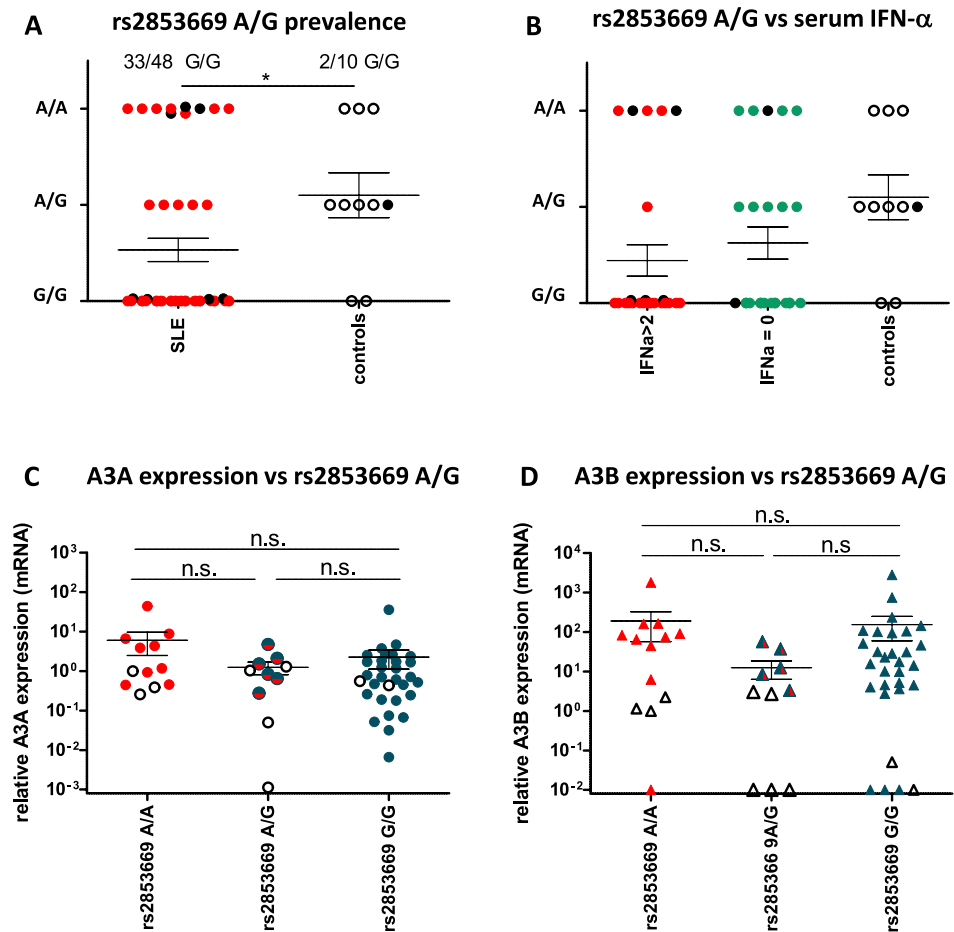 A
rs2853669 A/G prevalence
33/48 G/G
2/10 G/G
*
A/A
A/G
G/G
SLE
controls
B
rs2853669 A/G vs serum IFN-α
A/A
A/G
G/G
IFNa>2
IFNa = 0
controls
C
A3A expression vs rs2853669 A/G
relative A3A expression (mRNA)
n.s.
n.s.
n.s.
10³
10²
10¹
10⁰
10⁻¹
10⁻²
10⁻³
rs2853669 A/A
rs2853669 A/G
rs2853669 G/G
D
A3B expression vs rs2853669 A/G
relative A3B expression (mRNA)
n.s.
n.s.
n.s
10⁴
10³
10²
10¹
10⁰
10⁻¹
10⁻²
rs2853669 A/A
rs285366 9A/G
rs2853669 G/G